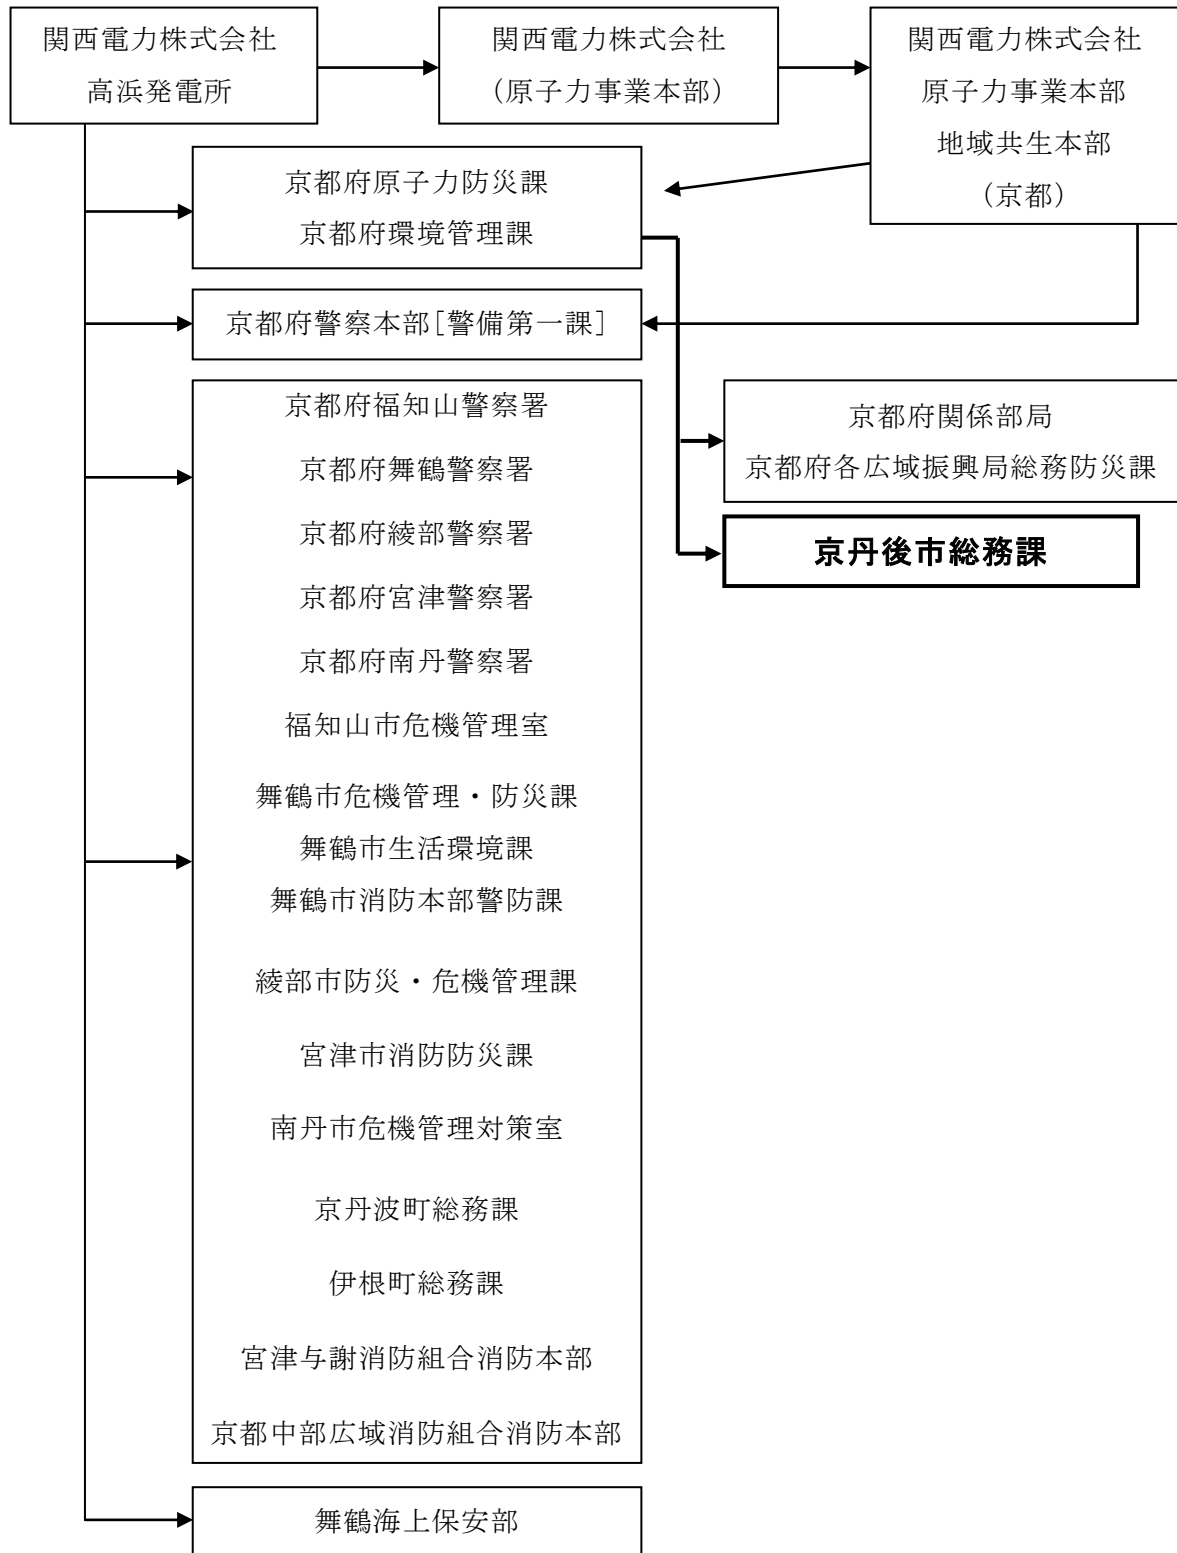 関西電力株式会社
高浜発電所
関西電力株式会社
（原子力事業本部）
関西電力株式会社
原子力事業本部
地域共生本部
（京都）
京都府原子力防災課
京都府環境管理課
京都府警察本部[警備第一課]
京都府関係部局
京都府各広域振興局総務防災課
京丹後市総務課
京都府福知山警察署
京都府舞鶴警察署
京都府綾部警察署
京都府宮津警察署
京都府南丹警察署
福知山市危機管理室
舞鶴市危機管理・防災課
舞鶴市生活環境課
舞鶴市消防本部警防課
綾部市防災・危機管理課
宮津市消防防災課
南丹市危機管理対策室
京丹波町総務課
伊根町総務課
宮津与謝消防組合消防本部
京都中部広域消防組合消防本部
舞鶴海上保安部